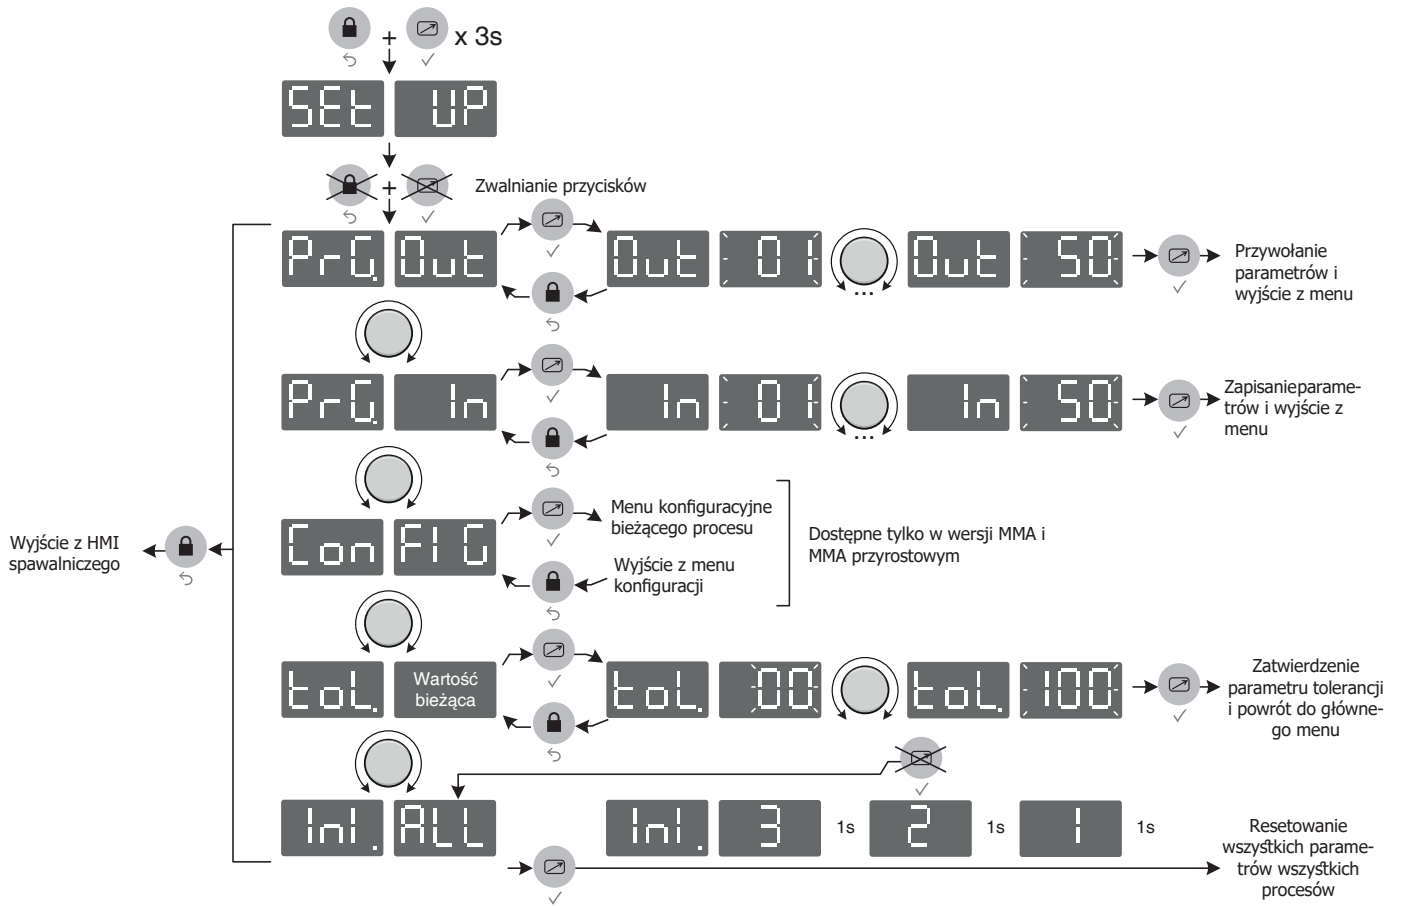 + x 3s
SEt UP
+ Zwalnianie przycisków
PrG. Out
Out 01
...
Out 50
Przywołanie
parametrów i
wyjście z menu
PrG. In
In 01
...
In 50
Zapisanieparame-
trów i wyjście z
menu
Con FIG
Menu konfiguracyjne
bieżącego procesu
Wyjście z menu
konfiguracji
Dostępne tylko w wersji MMA i
MMA przyrostowym
Wyjście z HMI
spawalniczego
toL.
Wartość
bieżąca
toL. 00
toL. 100
Zatwierdzenie
parametru tolerancji
i powrót do główne-
go menu
InI. ALL
InI. 3 1s 2 1s 1 1s
Resetowanie
wszystkich parame-
trów wszystkich
procesów